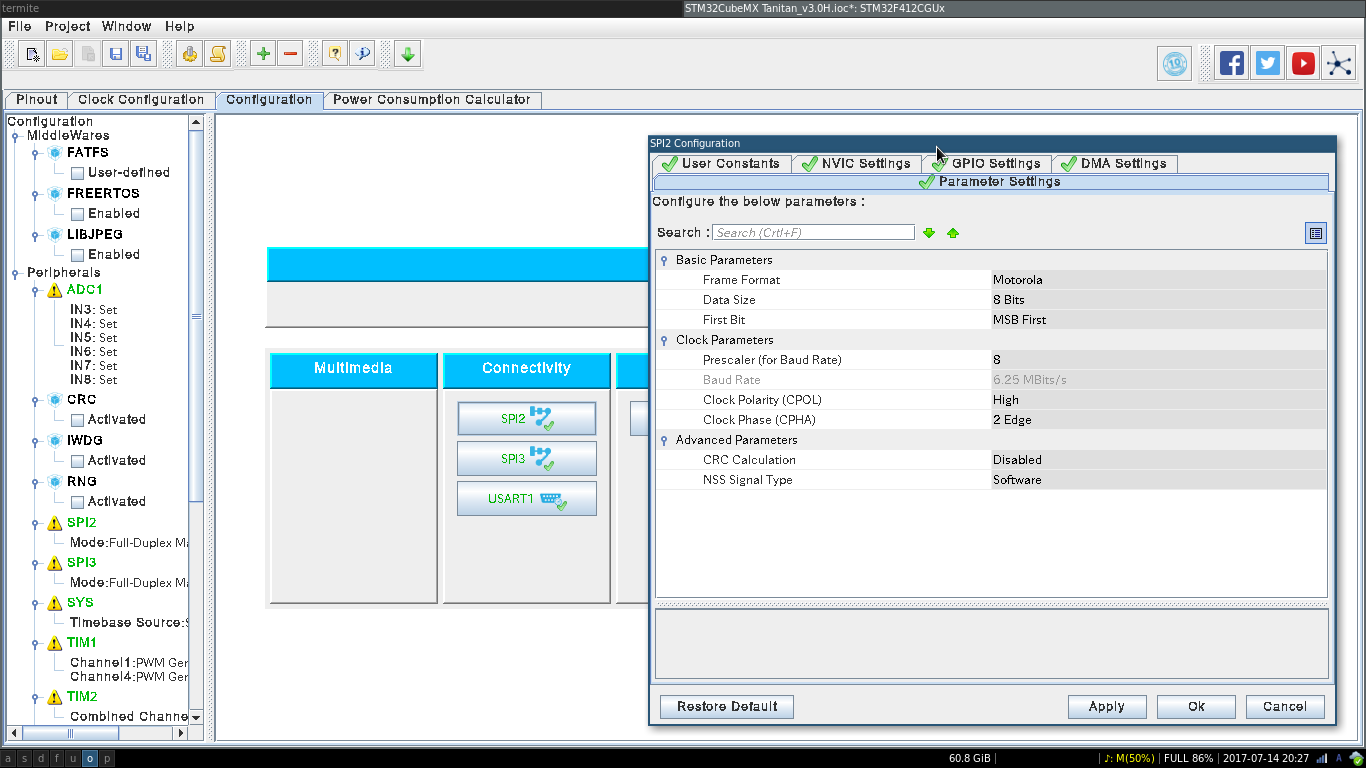 termite
STM32CubeMX Tanitan_v3.0H.ioc*: STM32F412CGUx
File Project Window Help
Pinout Clock Configuration Configuration Power Consumption Calculator
Configuration
MiddleWares
FATFS
User-defined
FREERTOS
Enabled
LIBJPEG
Enabled
Peripherals
ADC1
IN3: Set
IN4: Set
IN5: Set
IN6: Set
IN7: Set
IN8: Set
CRC
Activated
IWDG
Activated
RNG
Activated
SPI2
Mode:Full-Duplex Ma
SPI3
Mode:Full-Duplex Ma
SYS
Timebase Source:S
TIM1
Channel1:PWM Gen
Channel4:PWM Gen
TIM2
Combined Channe
Multimedia
Connectivity
SPI2
SPI3
USART1
SPI2 Configuration
User Constants NVIC Settings GPIO Settings DMA Settings
Parameter Settings
Configure the below parameters :
Search : Search (Crtl+F)
Basic Parameters
Frame Format Motorola
Data Size 8 Bits
First Bit MSB First
Clock Parameters
Prescaler (for Baud Rate) 8
Baud Rate 6.25 MBits/s
Clock Polarity (CPOL) High
Clock Phase (CPHA) 2 Edge
Advanced Parameters
CRC Calculation Disabled
NSS Signal Type Software
Restore Default Apply Ok Cancel
a s d f u o p
60.8 GiB | | ♪: M(50%) | FULL 86% | 2017-07-14 20:27 A